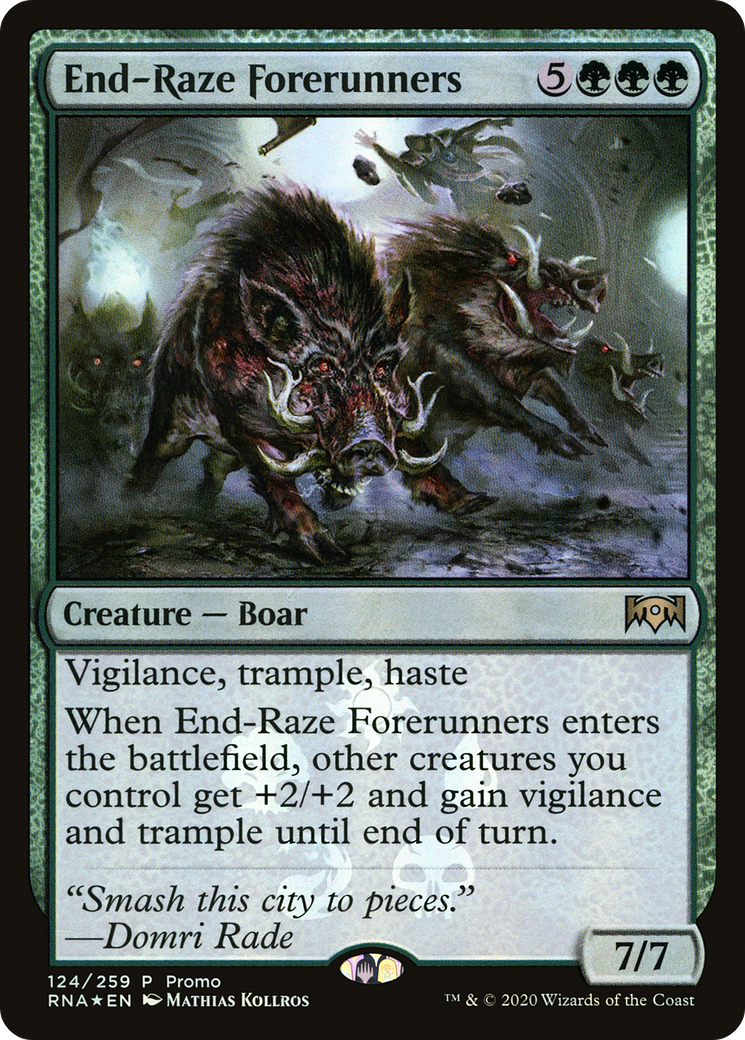 End-Raze Forerunners 5
Creature — Boar
Vigilance, trample, haste
When End-Raze Forerunners enters
the battlefield, other creatures you
control get +2/+2 and gain vigilance
and trample until end of turn.
“Smash this city to pieces.”
—Domri Rade
7/7
124/259 P Promo
RNA★EN Mathias Kollros
™ & © 2020 Wizards of the Coast